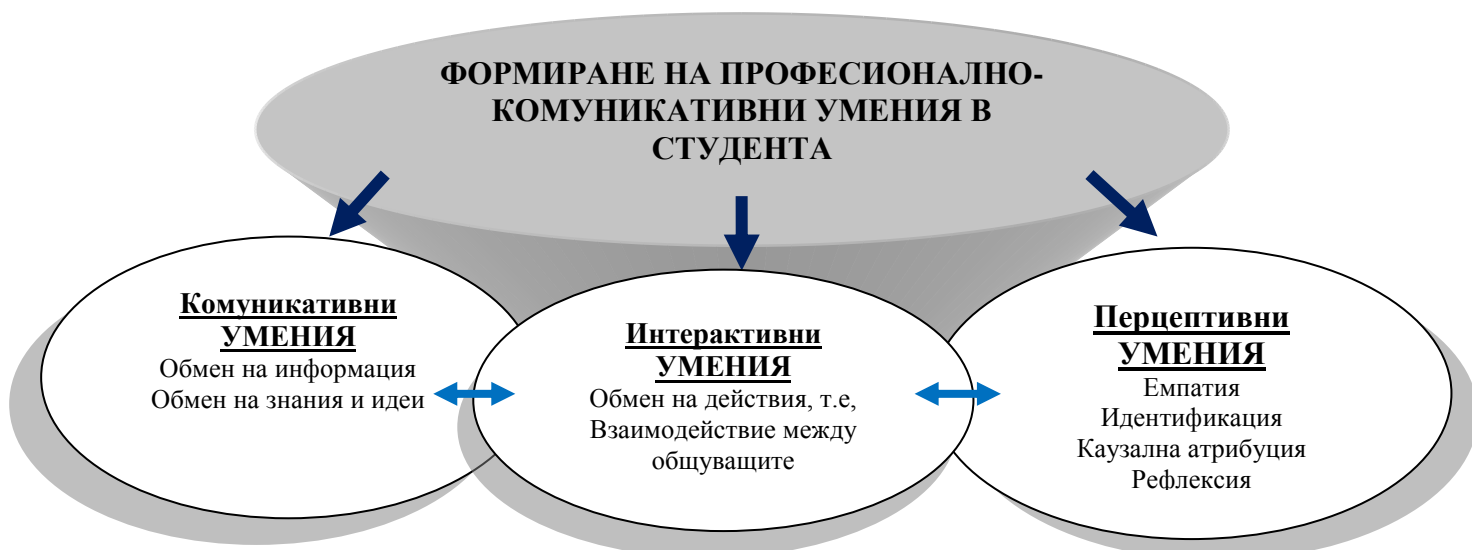 ФОРМИРАНЕ НА ПРОФЕСИОНАЛНО-
КОМУНИКАТИВНИ УМЕНИЯ В
СТУДЕНТА
Комуникативни
УМЕНИЯ
Обмен на информация
Обмен на знания и идеи
Интерактивни
УМЕНИЯ
Обмен на действия, т.е,
Взаимодействие между
общуващите
Перцептивни
УМЕНИЯ
Емпатия
Идентификация
Каузална атрибуция
Рефлексия